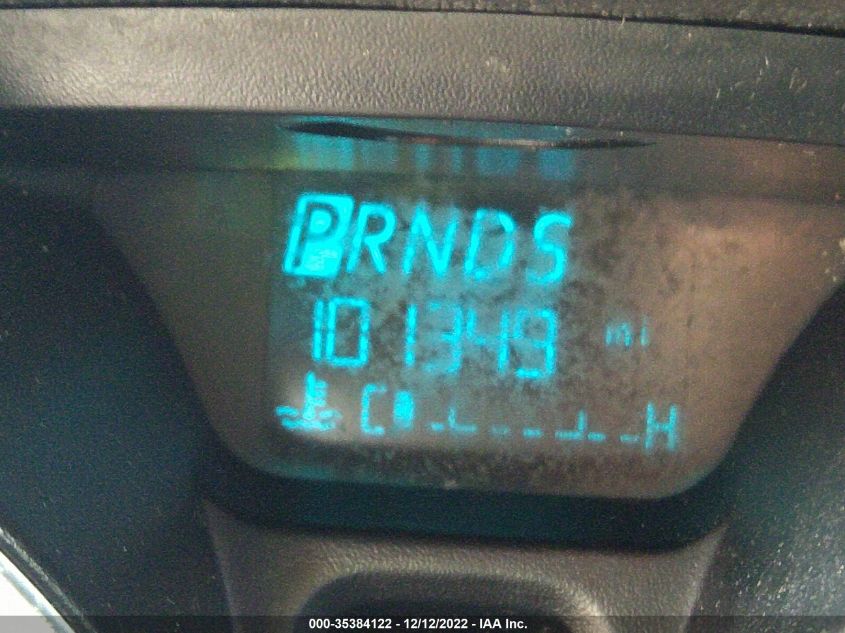 PRNDS
101349 mi
C H
000-35384122 - 12/12/2022 - IAA Inc.